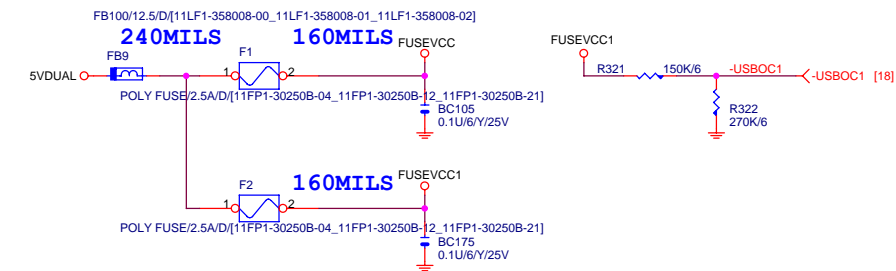 FB100/12.5/D/[11LF1-358008-00_11LF1-358008-01_11LF1-358008-02]
240MILS
160MILS
FB9
F1
FUSEVCC
5VDUAL
1
2
POLY FUSE/2.5A/D/[11FP1-30250B-04_11FP1-30250B-12_11FP1-30250B-21]
BC105
0.1U/6/Y/25V
F2
160MILS
FUSEVCC1
1
2
POLY FUSE/2.5A/D/[11FP1-30250B-04_11FP1-30250B-12_11FP1-30250B-21]
BC175
0.1U/6/Y/25V
FUSEVCC1
R321
150K/6
-USBOC1
-USBOC1 [18]
R322
270K/6